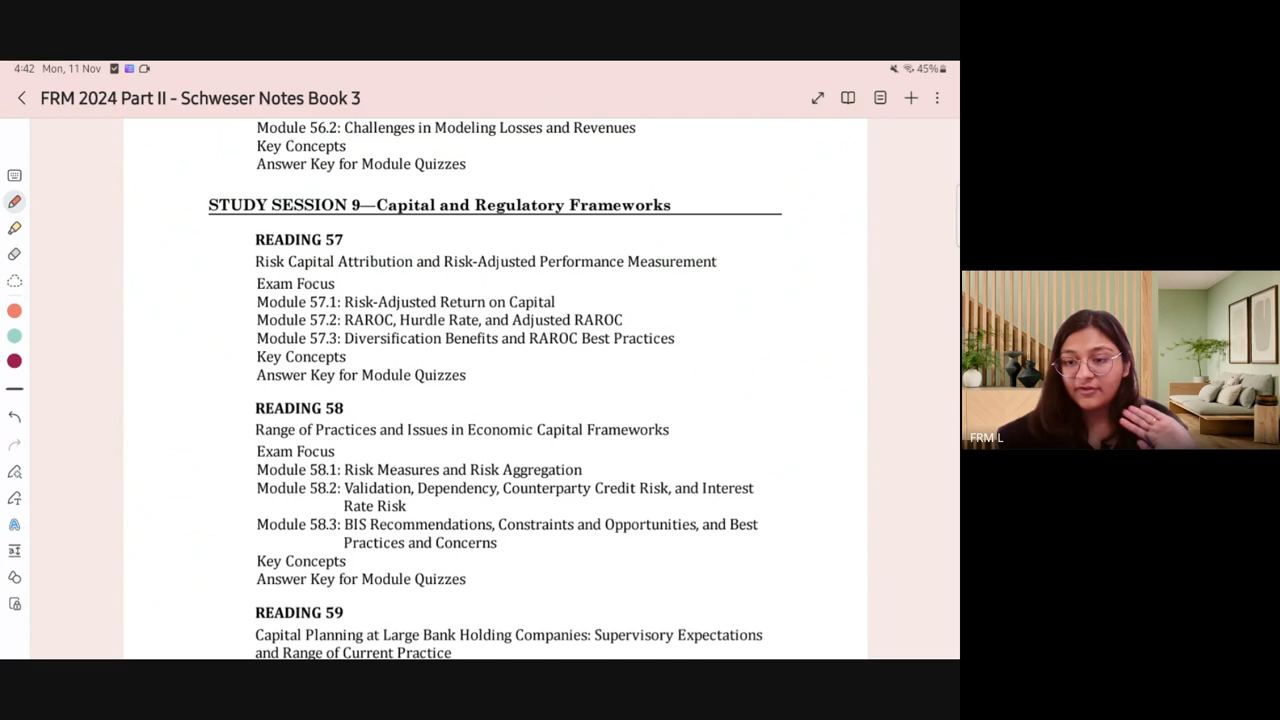 4:42 Mon, 11 Nov
45%
FRM 2024 Part II - Schweser Notes Book 3
Module 56.2: Challenges in Modeling Losses and Revenues
Key Concepts
Answer Key for Module Quizzes
STUDY SESSION 9—Capital and Regulatory Frameworks
READING 57
Risk Capital Attribution and Risk-Adjusted Performance Measurement
Exam Focus
Module 57.1: Risk-Adjusted Return on Capital
Module 57.2: RAROC, Hurdle Rate, and Adjusted RAROC
Module 57.3: Diversification Benefits and RAROC Best Practices
Key Concepts
Answer Key for Module Quizzes
READING 58
Range of Practices and Issues in Economic Capital Frameworks
Exam Focus
Module 58.1: Risk Measures and Risk Aggregation
Module 58.2: Validation, Dependency, Counterparty Credit Risk, and Interest
Rate Risk
Module 58.3: BIS Recommendations, Constraints and Opportunities, and Best
Practices and Concerns
Key Concepts
Answer Key for Module Quizzes
READING 59
Capital Planning at Large Bank Holding Companies: Supervisory Expectations
and Range of Current Practice
FRM L